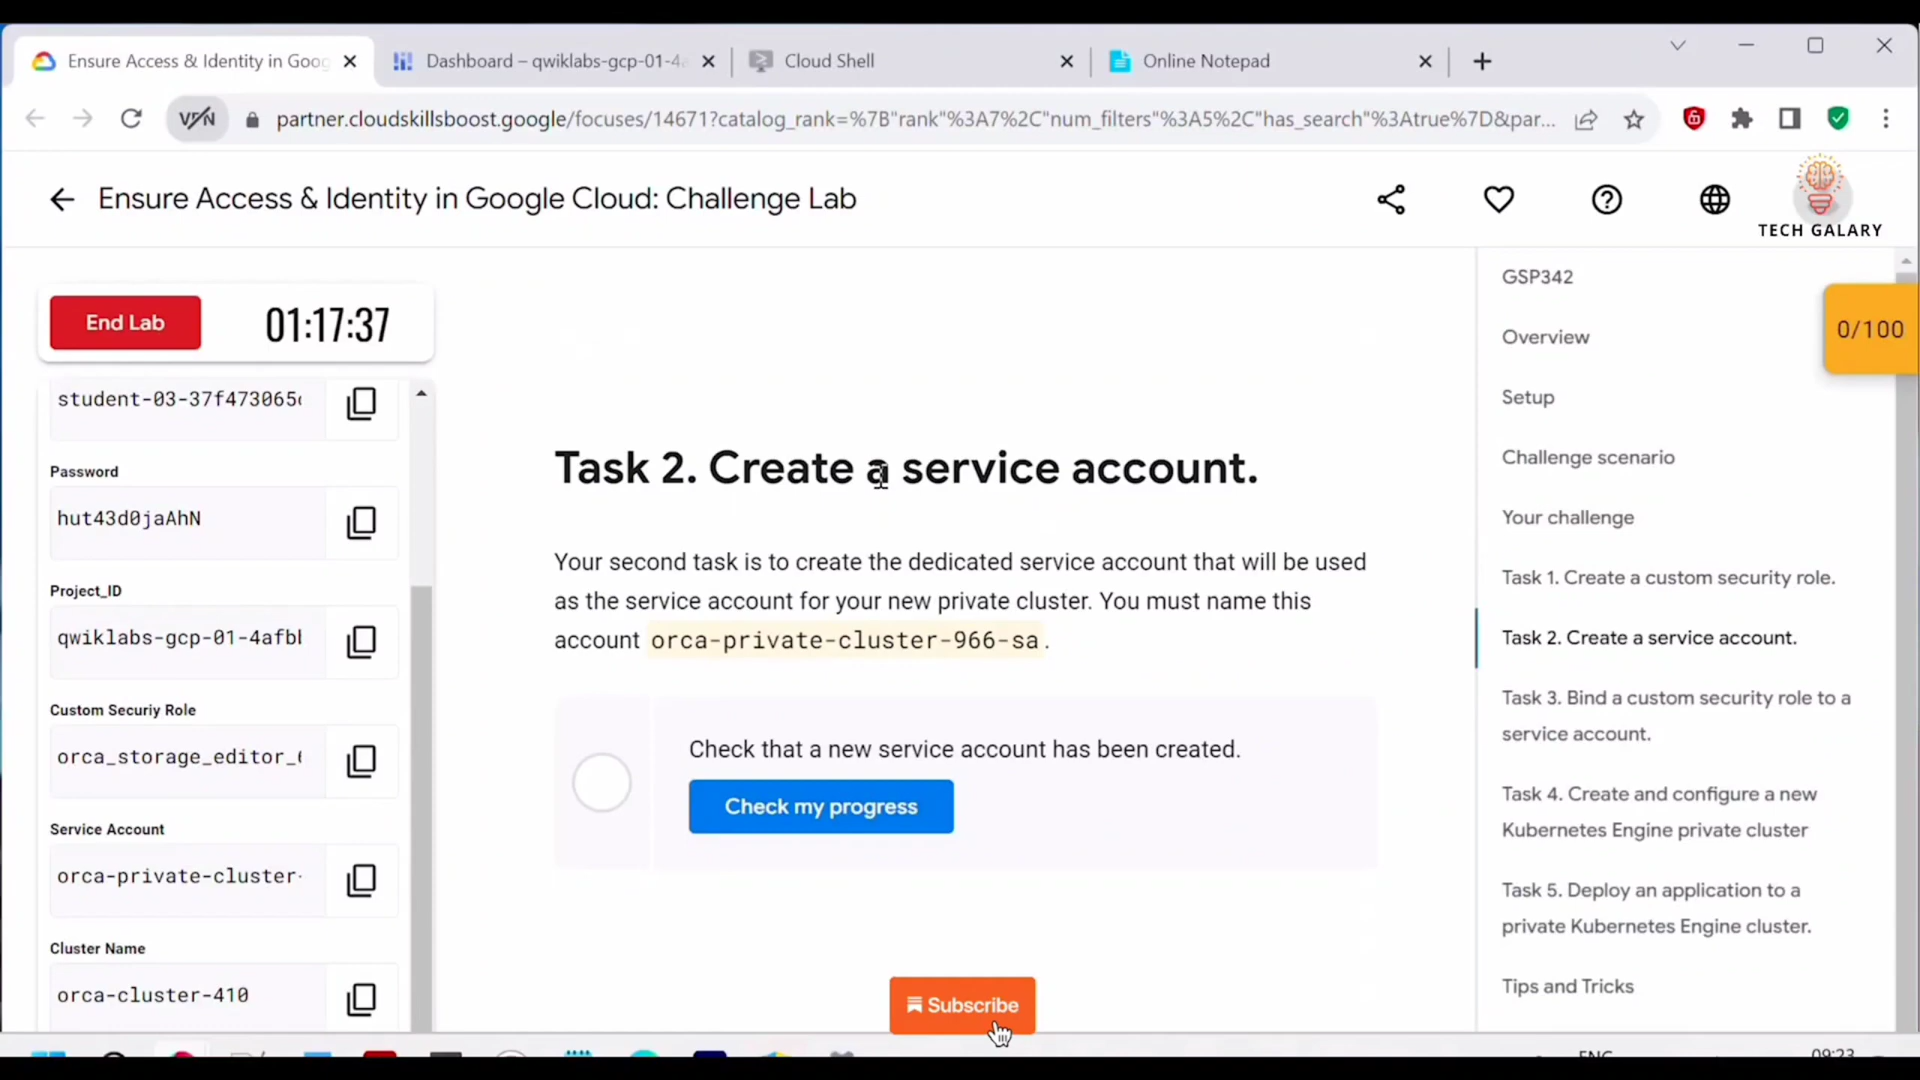 Ensure Access & Identity in Goog
Dashboard – qwiklabs-gcp-01-4a
Cloud Shell
Online Notepad
VPN
partner.cloudskillsboost.google/focuses/14671?catalog_rank=%7B"rank"%3A7%2C"num_filters"%3A5%2C"has_search"%3Atrue%7D&par...
Ensure Access & Identity in Google Cloud: Challenge Lab
TECH GALARY
End Lab
01:17:37
student-03-37f473065
Password
hut43d0jaAhN
Project_ID
qwiklabs-gcp-01-4afb
Custom Securiy Role
orca_storage_editor_
Service Account
orca-private-cluster-
Cluster Name
orca-cluster-410
Task 2. Create a service account.
Your second task is to create the dedicated service account that will be used
as the service account for your new private cluster. You must name this
account orca-private-cluster-966-sa.
Check that a new service account has been created.
Check my progress
Subscribe
GSP342
Overview
0/100
Setup
Challenge scenario
Your challenge
Task 1. Create a custom security role.
Task 2. Create a service account.
Task 3. Bind a custom security role to a
service account.
Task 4. Create and configure a new
Kubernetes Engine private cluster
Task 5. Deploy an application to a
private Kubernetes Engine cluster.
Tips and Tricks
ENG
09:23